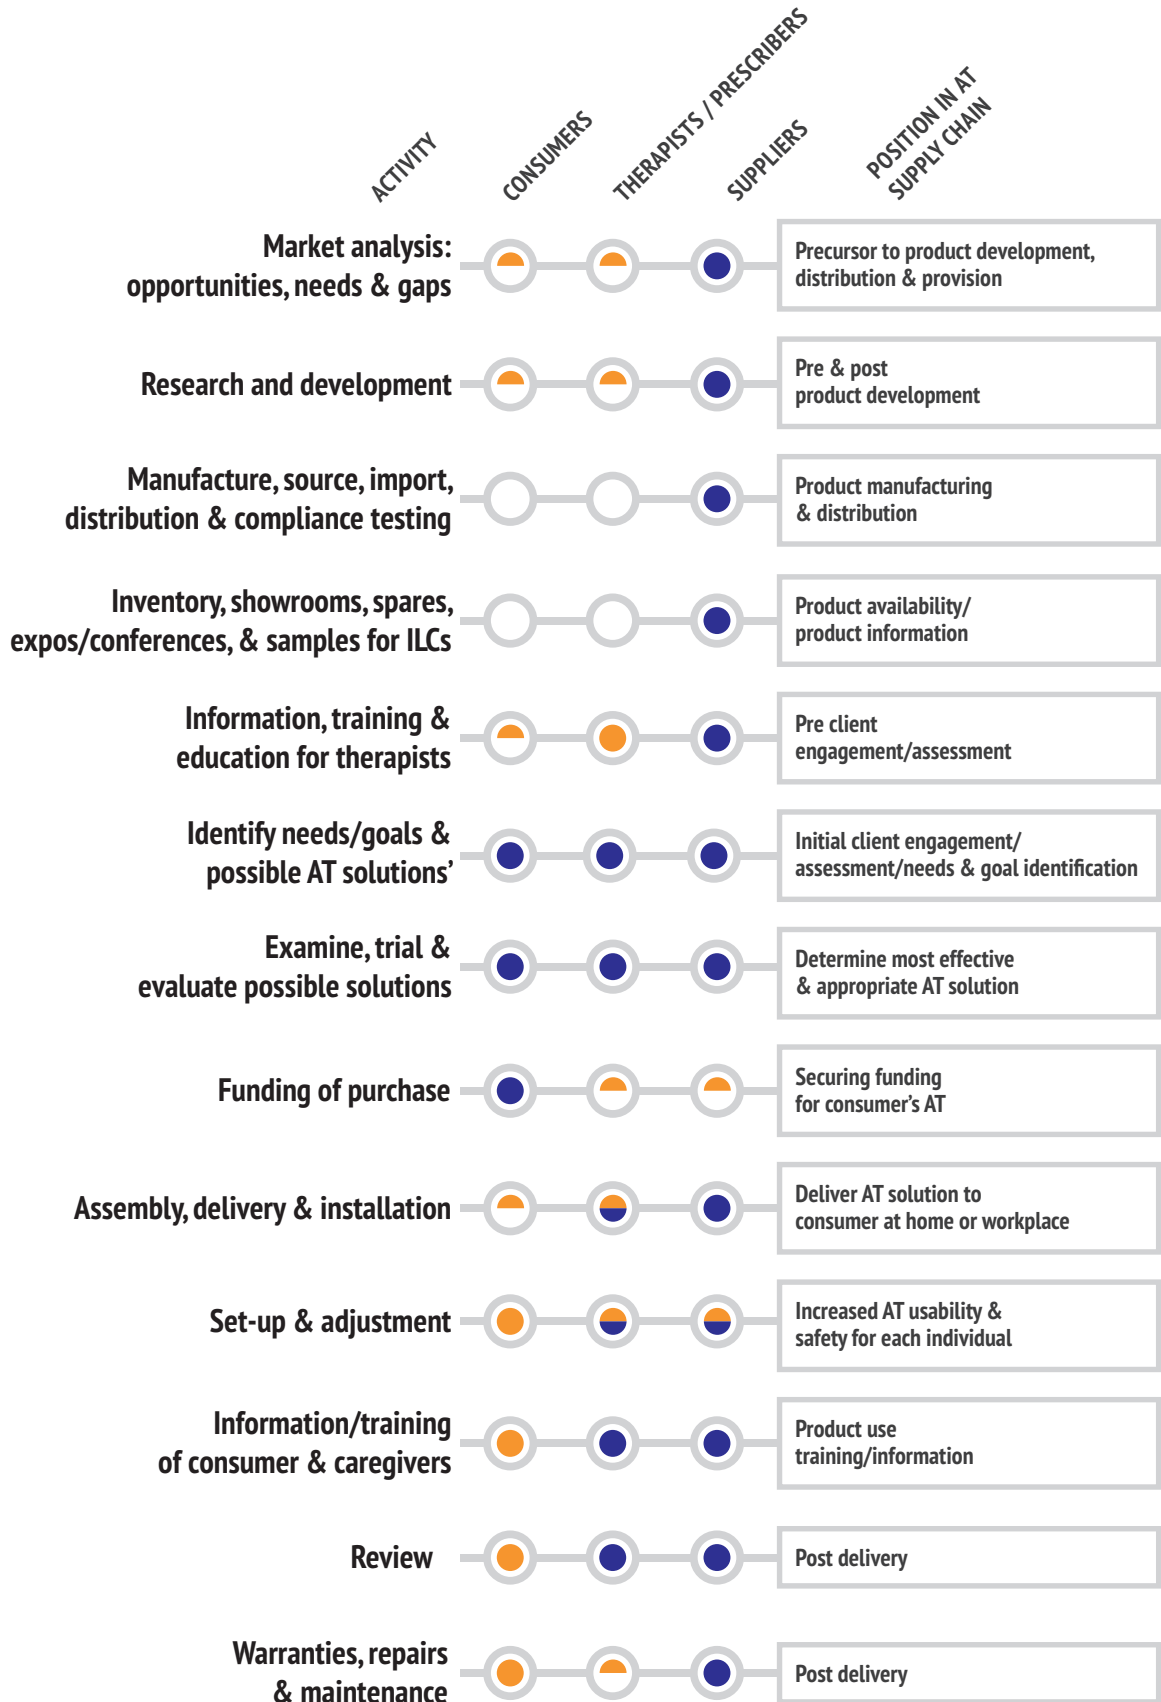 ACTIVITY
CONSUMERS
THERAPISTS / PRESCRIBERS
SUPPLIERS
POSITION IN AT
SUPPLY CHAIN
Market analysis:
opportunities, needs & gaps
Precursor to product development,
distribution & provision
Research and development
Pre & post
product development
Manufacture, source, import,
distribution & compliance testing
Product manufacturing
& distribution
Inventory, showrooms, spares,
expos/conferences, & samples for ILCs
Product availability/
product information
Information, training &
education for therapists
Pre client
engagement/assessment
Identify needs/goals &
possible AT solutions’
Initial client engagement/
assessment/needs & goal identification
Examine, trial &
evaluate possible solutions
Determine most effective
& appropriate AT solution
Funding of purchase
Securing funding
for consumer’s AT
Assembly, delivery & installation
Deliver AT solution to
consumer at home or workplace
Set-up & adjustment
Increased AT usability &
safety for each individual
Information/training
of consumer & caregivers
Product use
training/information
Review
Post delivery
Warranties, repairs
& maintenance
Post delivery